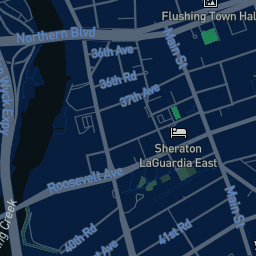 Flushing Town Hal
Northern Blvd
36th Ave
Main St
36th Rd
37th Ave
Sheraton
LaGuardia East
Roosevelt Ave
Main St
40th Rd
41st Rd
Creek